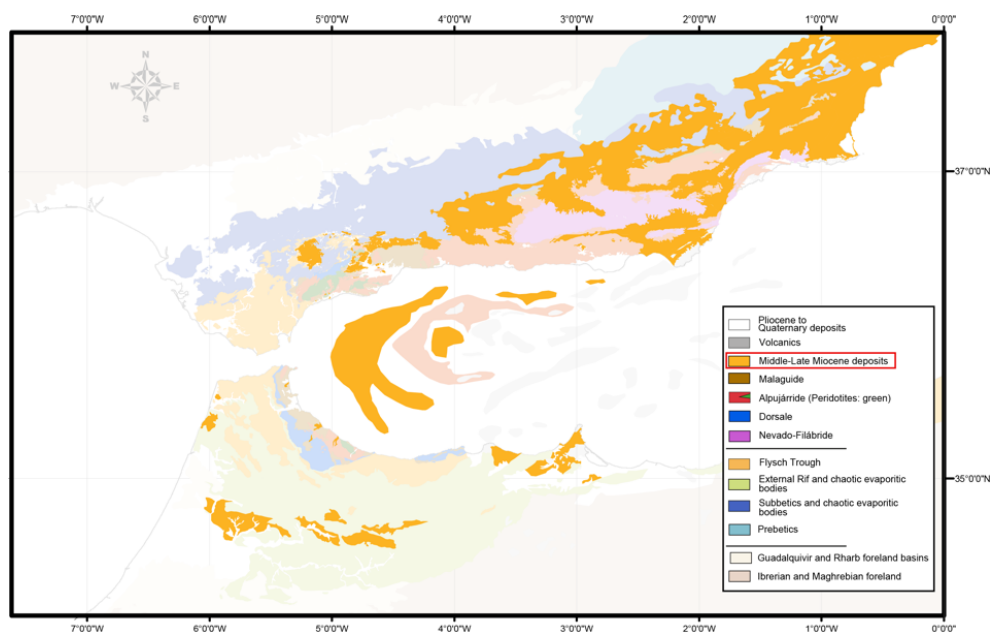 7°0'0"W 6°0'0"W 5°0'0"W 4°0'0"W 3°0'0"W 2°0'0"W 1°0'0"W 0°0'0"
N
W E
S
37°0'0"N
35°0'0"N
Pliocene to
Quaternary deposits
Volcanics
Middle-Late Miocene deposits
Malaguide
Alpujárride (Peridotites: green)
Dorsale
Nevado-Filábride
Flysch Trough
External Rif and chaotic evaporitic
bodies
Subbetics and chaotic evaporitic
bodies
Prebetics
Guadalquivir and Rharb foreland basins
Ibrerian and Maghrebian foreland
7°0'0"W 6°0'0"W 5°0'0"W 4°0'0"W 3°0'0"W 2°0'0"W 1°0'0"W 0°0'0"